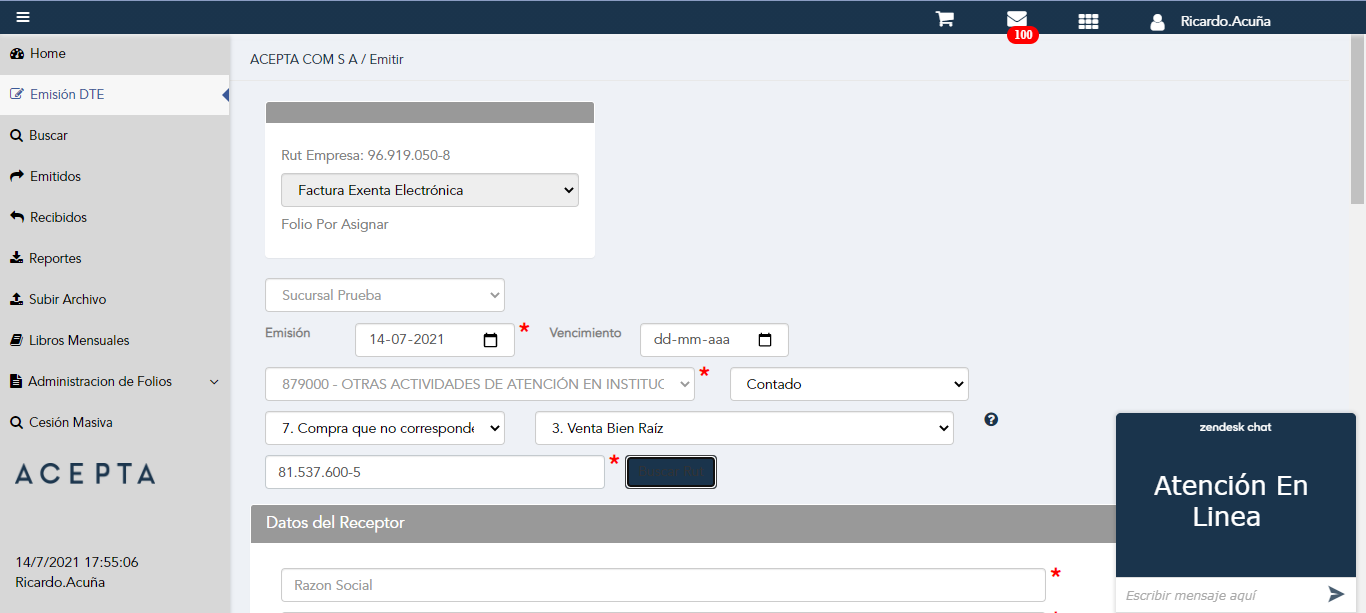 Ricardo.Acuña
100
Home
Emisión DTE
Buscar
Emitidos
Recibidos
Reportes
Subir Archivo
Libros Mensuales
Administracion de Folios
Cesión Masiva
ACEPTA
14/7/2021 17:55:06
Ricardo.Acuña
ACEPTA COM S A / Emitir
Rut Empresa: 96.919.050-8
Factura Exenta Electrónica
Folio Por Asignar
Sucursal Prueba
Emisión 14-07-2021 * Vencimiento dd-mm-aaa
879000 - OTRAS ACTIVIDADES DE ATENCIÓN EN INSTITUC * Contado
7. Compra que no corresponde 3. Venta Bien Raíz ?
81.537.600-5 *
Datos del Receptor
Razon Social *
zendesk chat
Atención En
Linea
Escribir mensaje aquí